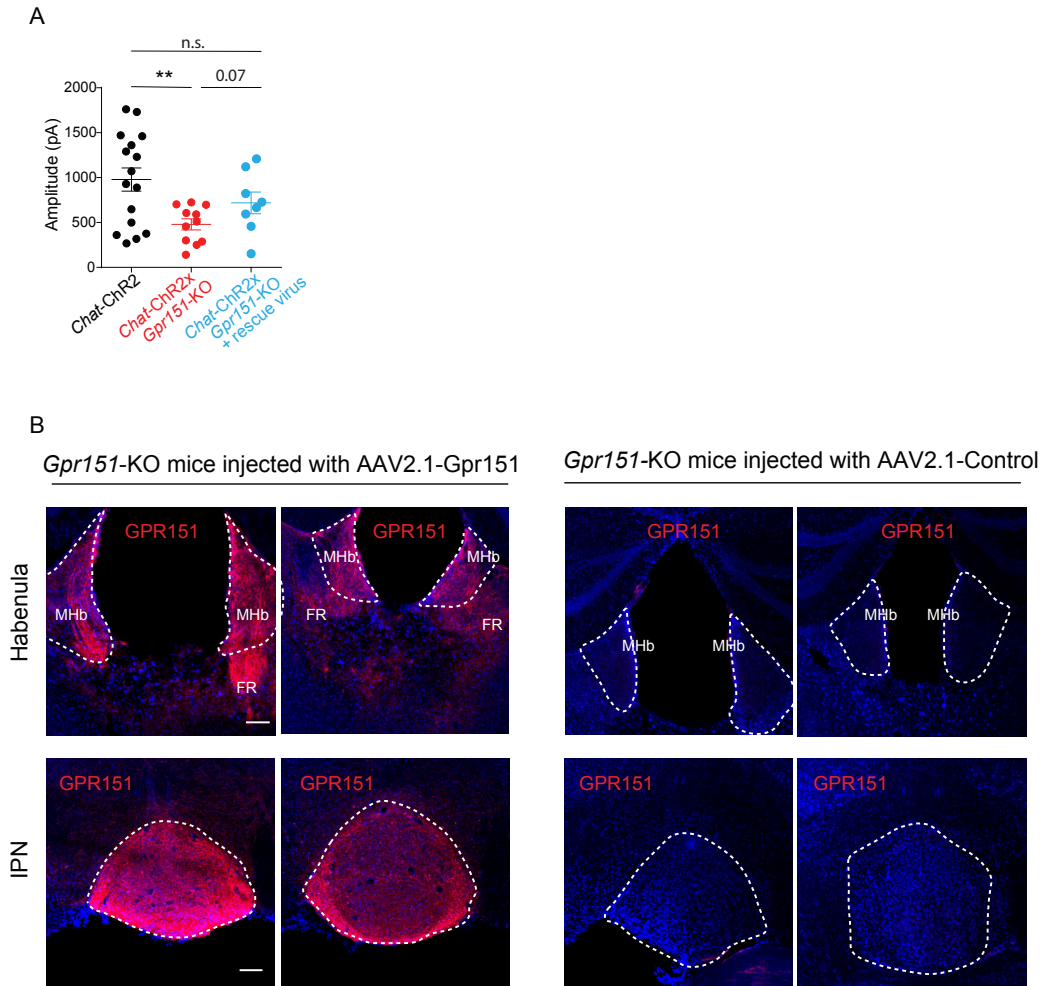 A
n.s.
** 0.07
2000
1500
1000
500
0
Amplitude (pA)
Chat-ChR2
Chat-ChR2x
Gpr151-KO
Chat-ChR2x
Gpr151-KO
+ rescue virus
B
Gpr151-KO mice injected with AAV2.1-Gpr151
Gpr151-KO mice injected with AAV2.1-Control
Habenula
GPR151
MHb
MHb
FR
GPR151
MHb
MHb
FR
FR
GPR151
MHb
MHb
GPR151
MHb
IPN
GPR151
GPR151
GPR151
GPR151